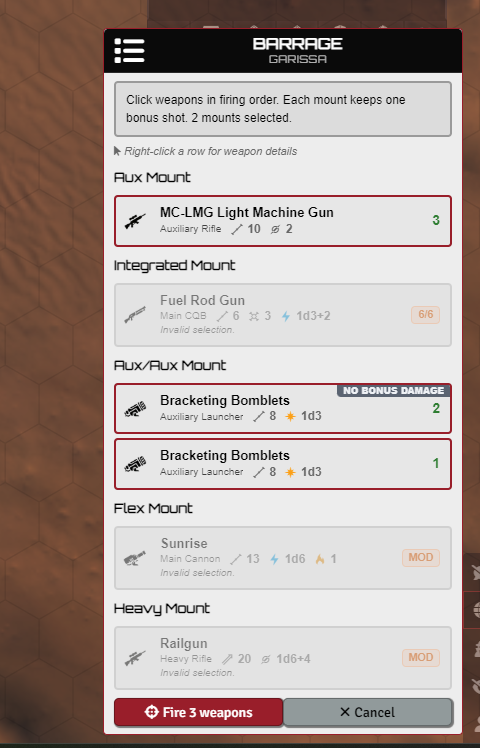 BARRAGE
GARISSA
Click weapons in firing order. Each mount keeps one
bonus shot. 2 mounts selected.
Right-click a row for weapon details
Aux Mount
MC-LMG Light Machine Gun
Auxiliary Rifle 10 2
3
Integrated Mount
Fuel Rod Gun
Main CQB 6 3 1d3+2
Invalid selection.
6/6
Aux/Aux Mount
NO BONUS DAMAGE
Bracketing Bomblets
Auxiliary Launcher 8 1d3
2
Bracketing Bomblets
Auxiliary Launcher 8 1d3
1
Flex Mount
Sunrise
Main Cannon 13 1d6 1
Invalid selection.
MOD
Heavy Mount
Railgun
Heavy Rifle 20 1d6+4
Invalid selection.
MOD
Fire 3 weapons
Cancel